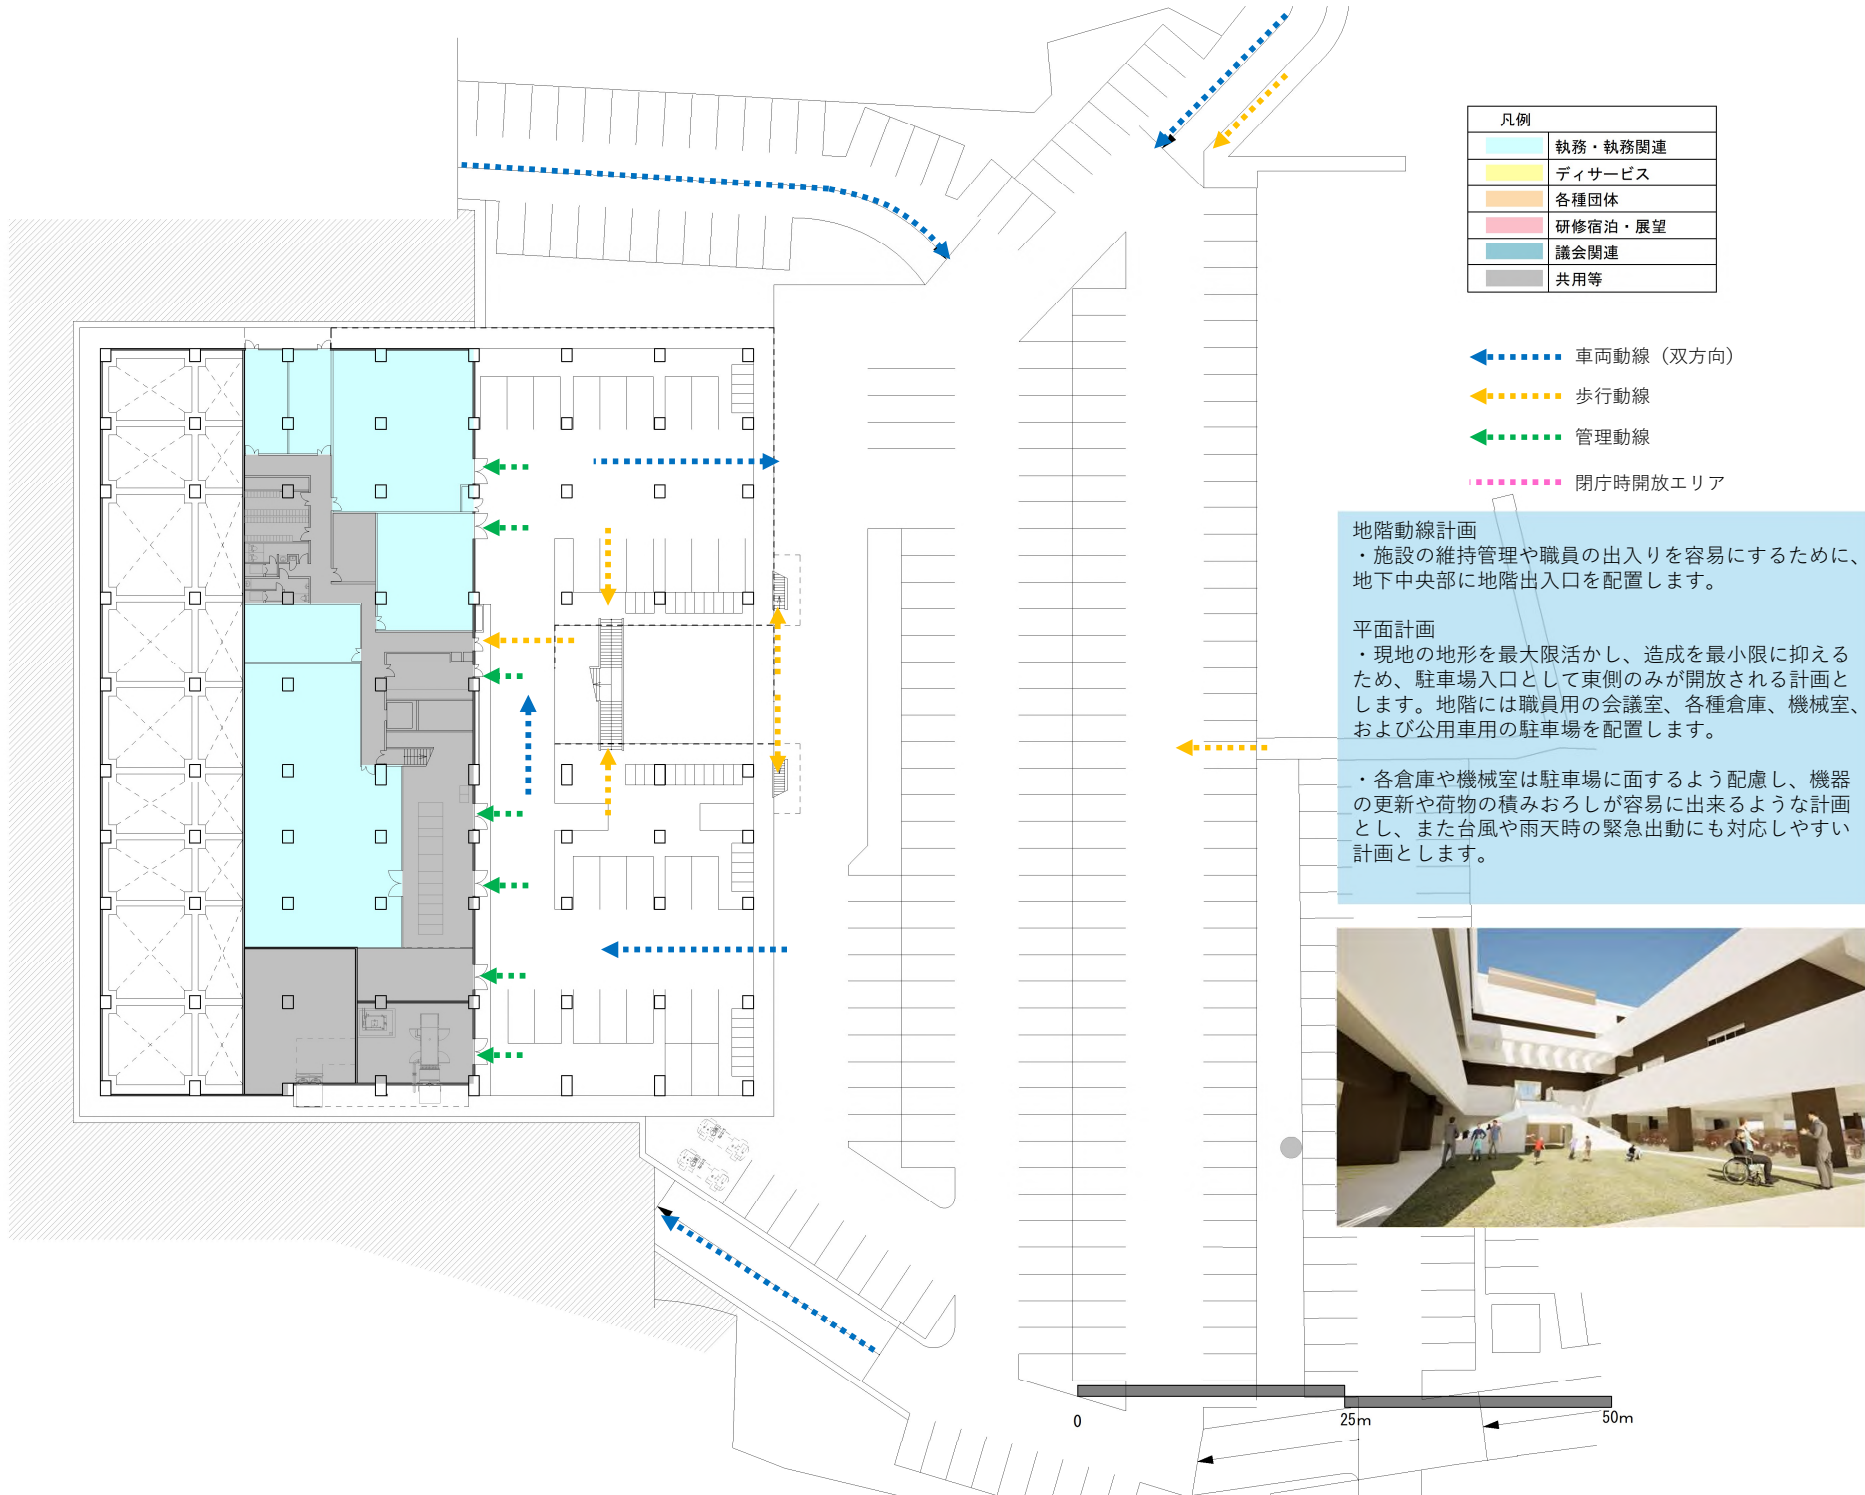 凡例
執務・執務関連
ディサービス
各種団体
研修宿泊・展望
議会関連
共用等
車両動線（双方向）
歩行動線
管理動線
閉庁時開放エリア
地階動線計画
・施設の維持管理や職員の出入りを容易にするために、
地下中央部に地階出入口を配置します。
平面計画
・現地の地形を最大限活かし、造成を最小限に抑える
ため、駐車場入口として東側のみが開放される計画と
します。地階には職員用の会議室、各種倉庫、機械室、
および公用車用の駐車場を配置します。
・各倉庫や機械室は駐車場に面するよう配慮し、機器
の更新や荷物の積みおろしが容易に出来るような計画
とし、また台風や雨天時の緊急出動にも対応しやすい
計画とします。
0
25m
50m